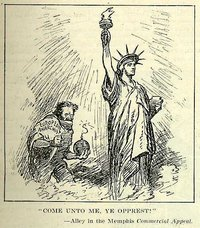 "COME UNTO ME, YE OPPREST!"
—Alley in the Memphis Commercial Appeal.